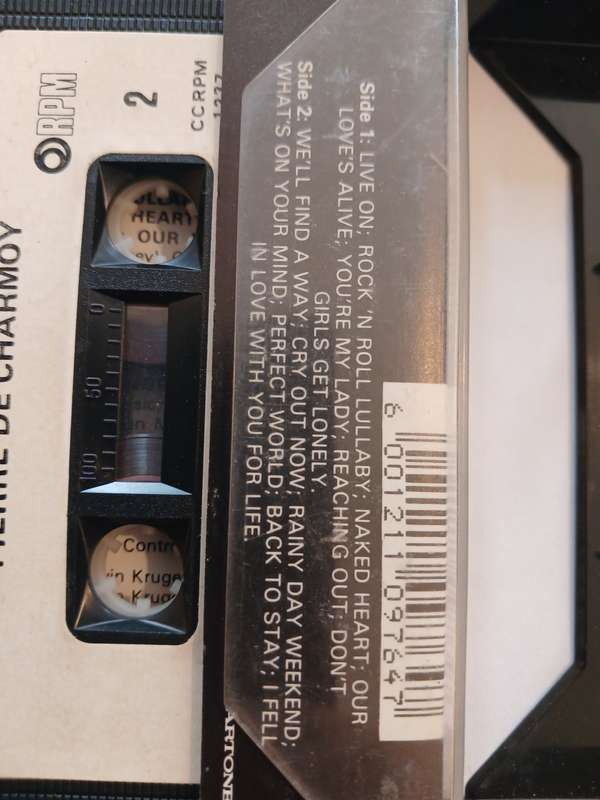 RPM
2
CCRPM
Side 1: LIVE ON; ROCK 'N ROLL LULLABY; NAKED HEART; OUR
LOVE'S ALIVE; YOU'RE MY LADY; REACHING OUT; DON'T
GIRLS GET LONELY.
Side 2: WE'LL FIND A WAY; CRY OUT NOW; RAINY DAY WEEKEND;
WHAT'S ON YOUR MIND; PERFECT WORLD; BACK TO STAY; I FELL
IN LOVE WITH YOU FOR LIFE.
6 001211 097647
DE CHARMOY
0 50 100
HEART
OUR